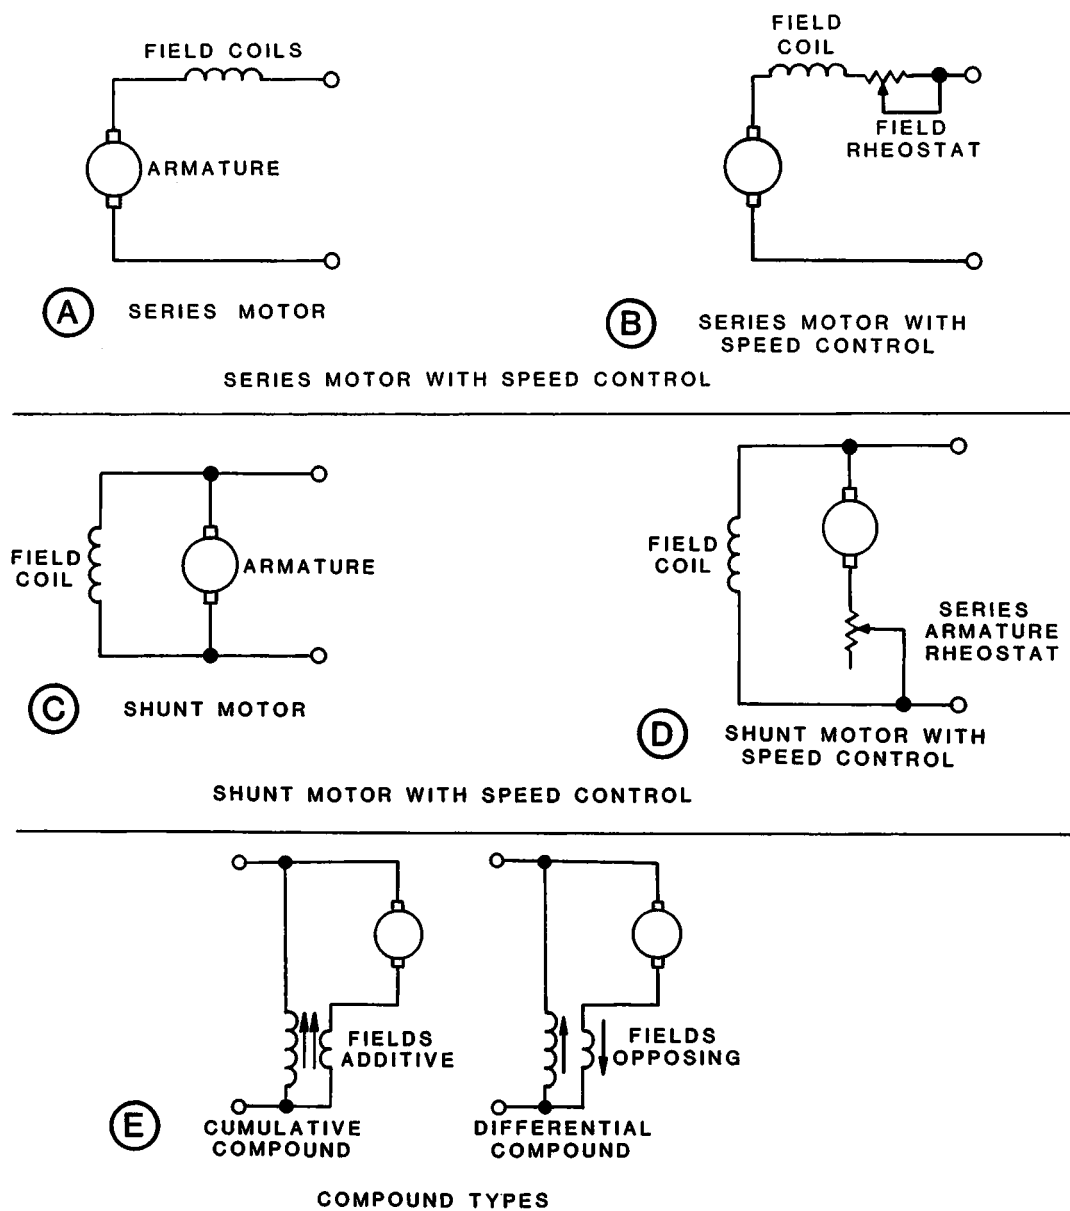 FIELD COILS
ARMATURE
A
SERIES MOTOR
FIELD
COIL
FIELD
RHEOSTAT
B
SERIES MOTOR WITH
SPEED CONTROL
SERIES MOTOR WITH SPEED CONTROL
FIELD
COIL
ARMATURE
C
SHUNT MOTOR
FIELD
COIL
SERIES
ARMATURE
RHEOSTAT
D
SHUNT MOTOR WITH
SPEED CONTROL
SHUNT MOTOR WITH SPEED CONTROL
FIELDS
ADDITIVE
E
CUMULATIVE
COMPOUND
FIELDS
OPPOSING
DIFFERENTIAL
COMPOUND
COMPOUND TYPES